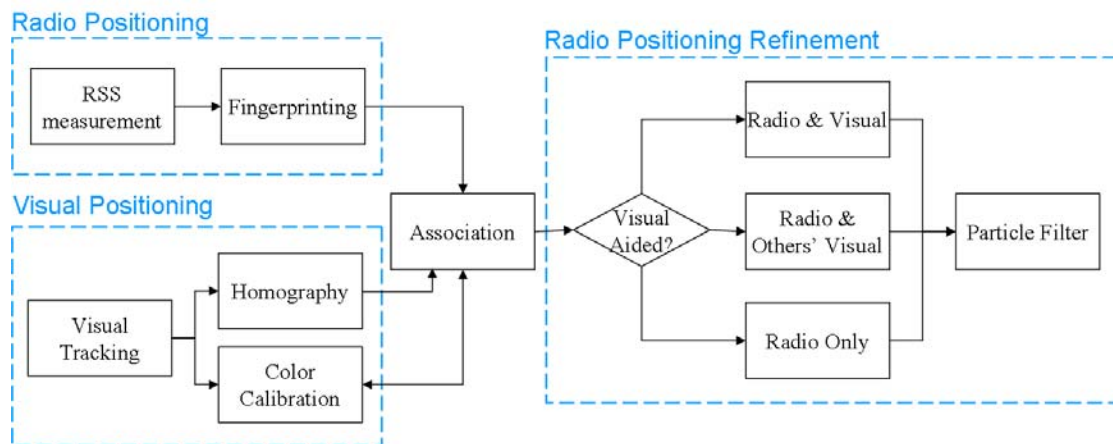 Radio Positioning
RSS
measurement
Fingerprinting
Visual Positioning
Visual
Tracking
Homography
Color
Calibration
Association
Radio Positioning Refinement
Visual
Aided?
Radio & Visual
Radio &
Others' Visual
Radio Only
Particle Filter